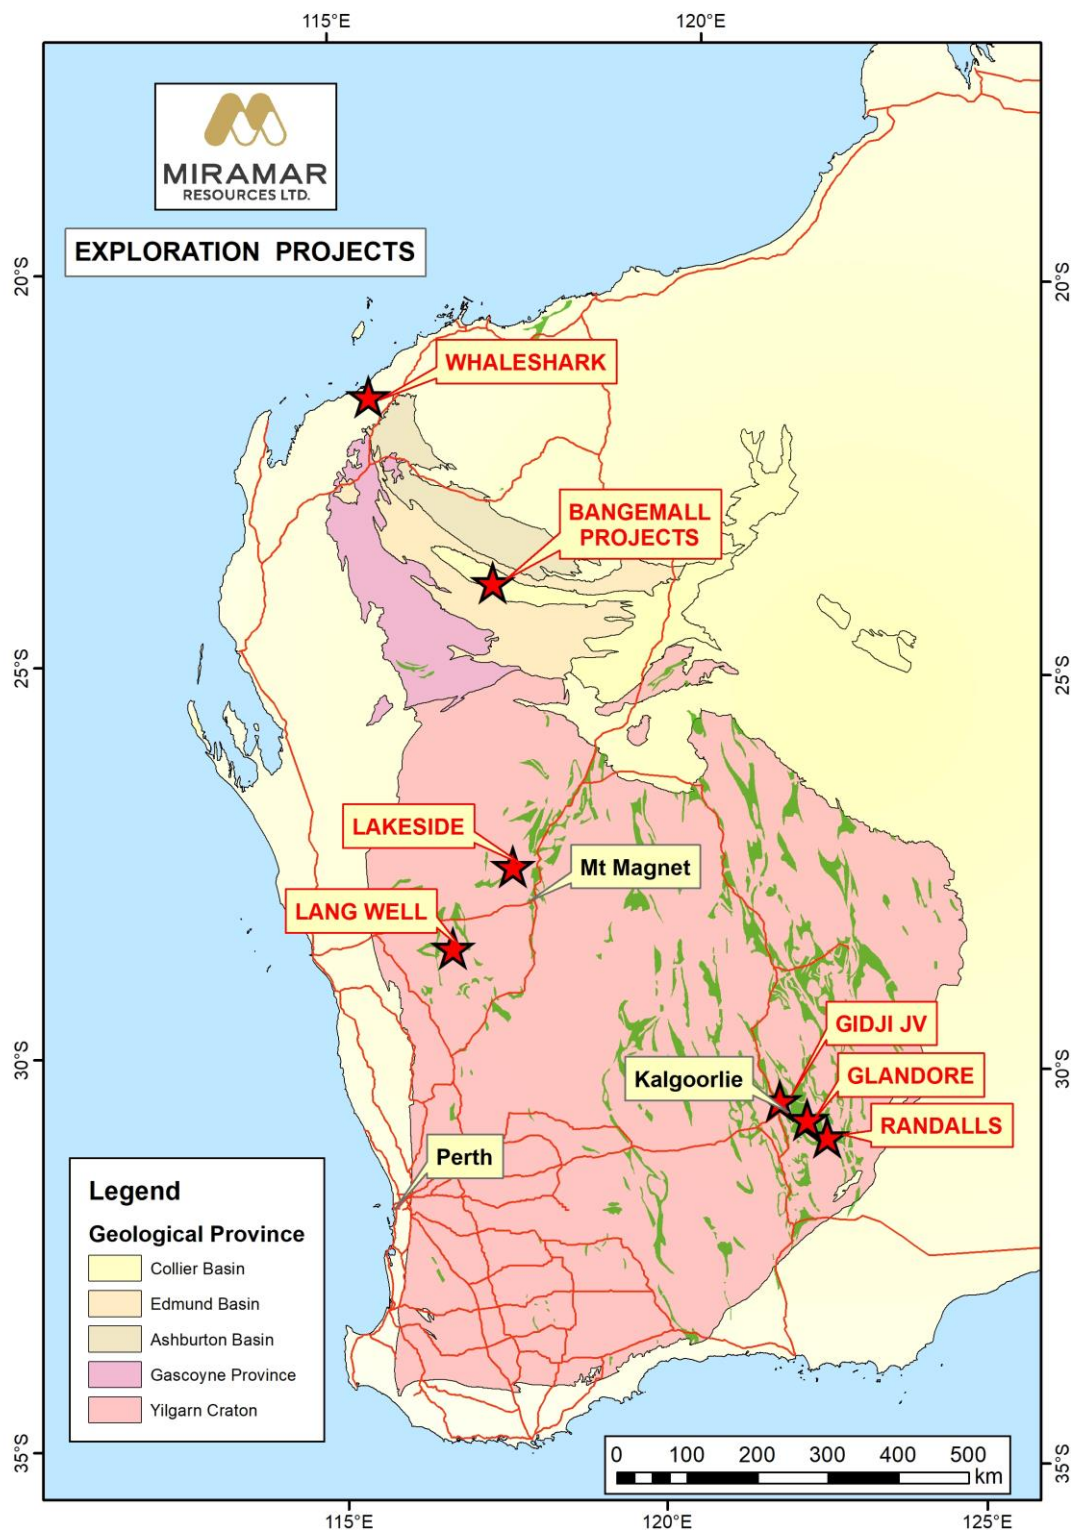 115°E
120°E
MIRAMAR
RESOURCES LTD.
EXPLORATION PROJECTS
20°S
20°S
WHALESHARK
BANGEMALL
PROJECTS
25°S
25°S
LAKESIDE
Mt Magnet
LANG WELL
GIDJI JV
30°S
30°S
Kalgoorlie
GLANDORE
RANDALLS
Perth
Legend
Geological Province
Collier Basin
Edmund Basin
Ashburton Basin
Gascoyne Province
Yilgarn Craton
35°S
35°S
0 100 200 300 400 500
km
115°E
120°E
125°E